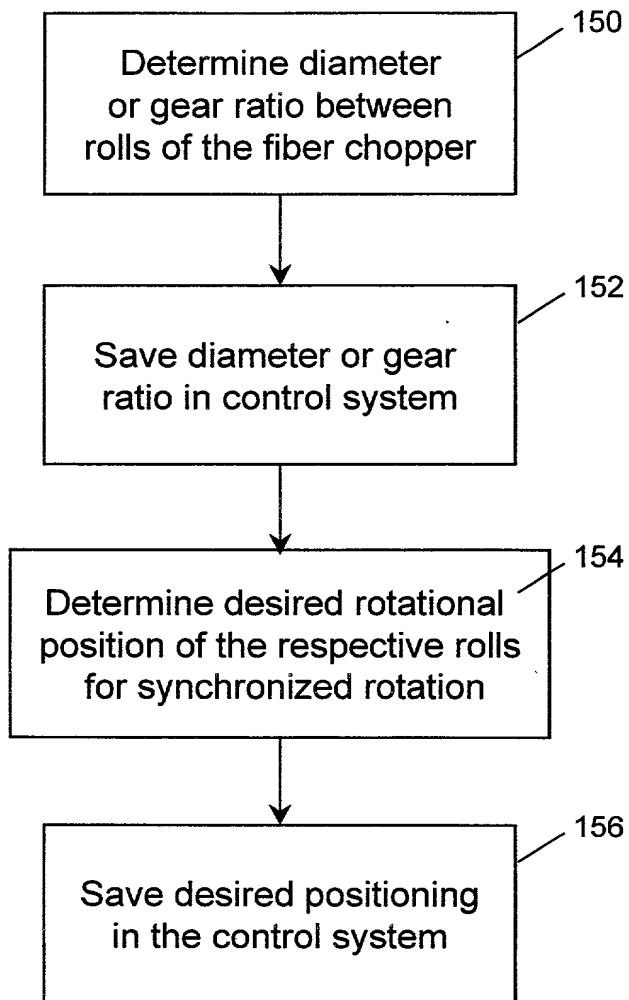 150
Determine diameter
or gear ratio between
rolls of the fiber chopper
152
Save diameter or gear
ratio in control system
154
Determine desired rotational
position of the respective rolls
for synchronized rotation
156
Save desired positioning
in the control system